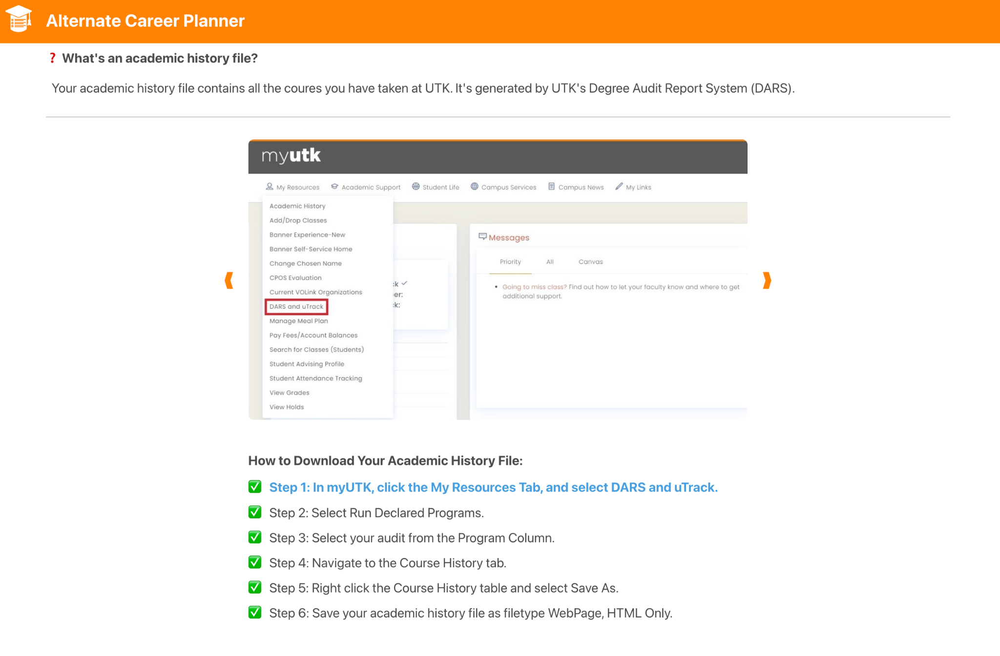 Alternate Career Planner
❓ What's an academic history file?
Your academic history file contains all the coures you have taken at UTK. It's generated by UTK's Degree Audit Report System (DARS).
myutk
My Resources Academic Support Student Life Campus Services Campus News My Links
Academic History
Add/Drop Classes
Banner Experience-New
Banner Self-Service Home
Change Chosen Name
CPOS Evaluation
Current VOLink Organizations
DARS and uTrack
Manage Meal Plan
Pay Fees/Account Balances
Search for Classes (Students)
Student Advising Profile
Student Attendance Tracking
View Grades
View Holds
er:
k:
Messages
Priority All Canvas
• Going to miss class? Find out how to let your faculty know and where to get
additional support.
How to Download Your Academic History File:
✅ Step 1: In myUTK, click the My Resources Tab, and select DARS and uTrack.
✅ Step 2: Select Run Declared Programs.
✅ Step 3: Select your audit from the Program Column.
✅ Step 4: Navigate to the Course History tab.
✅ Step 5: Right click the Course History table and select Save As.
✅ Step 6: Save your academic history file as filetype WebPage, HTML Only.